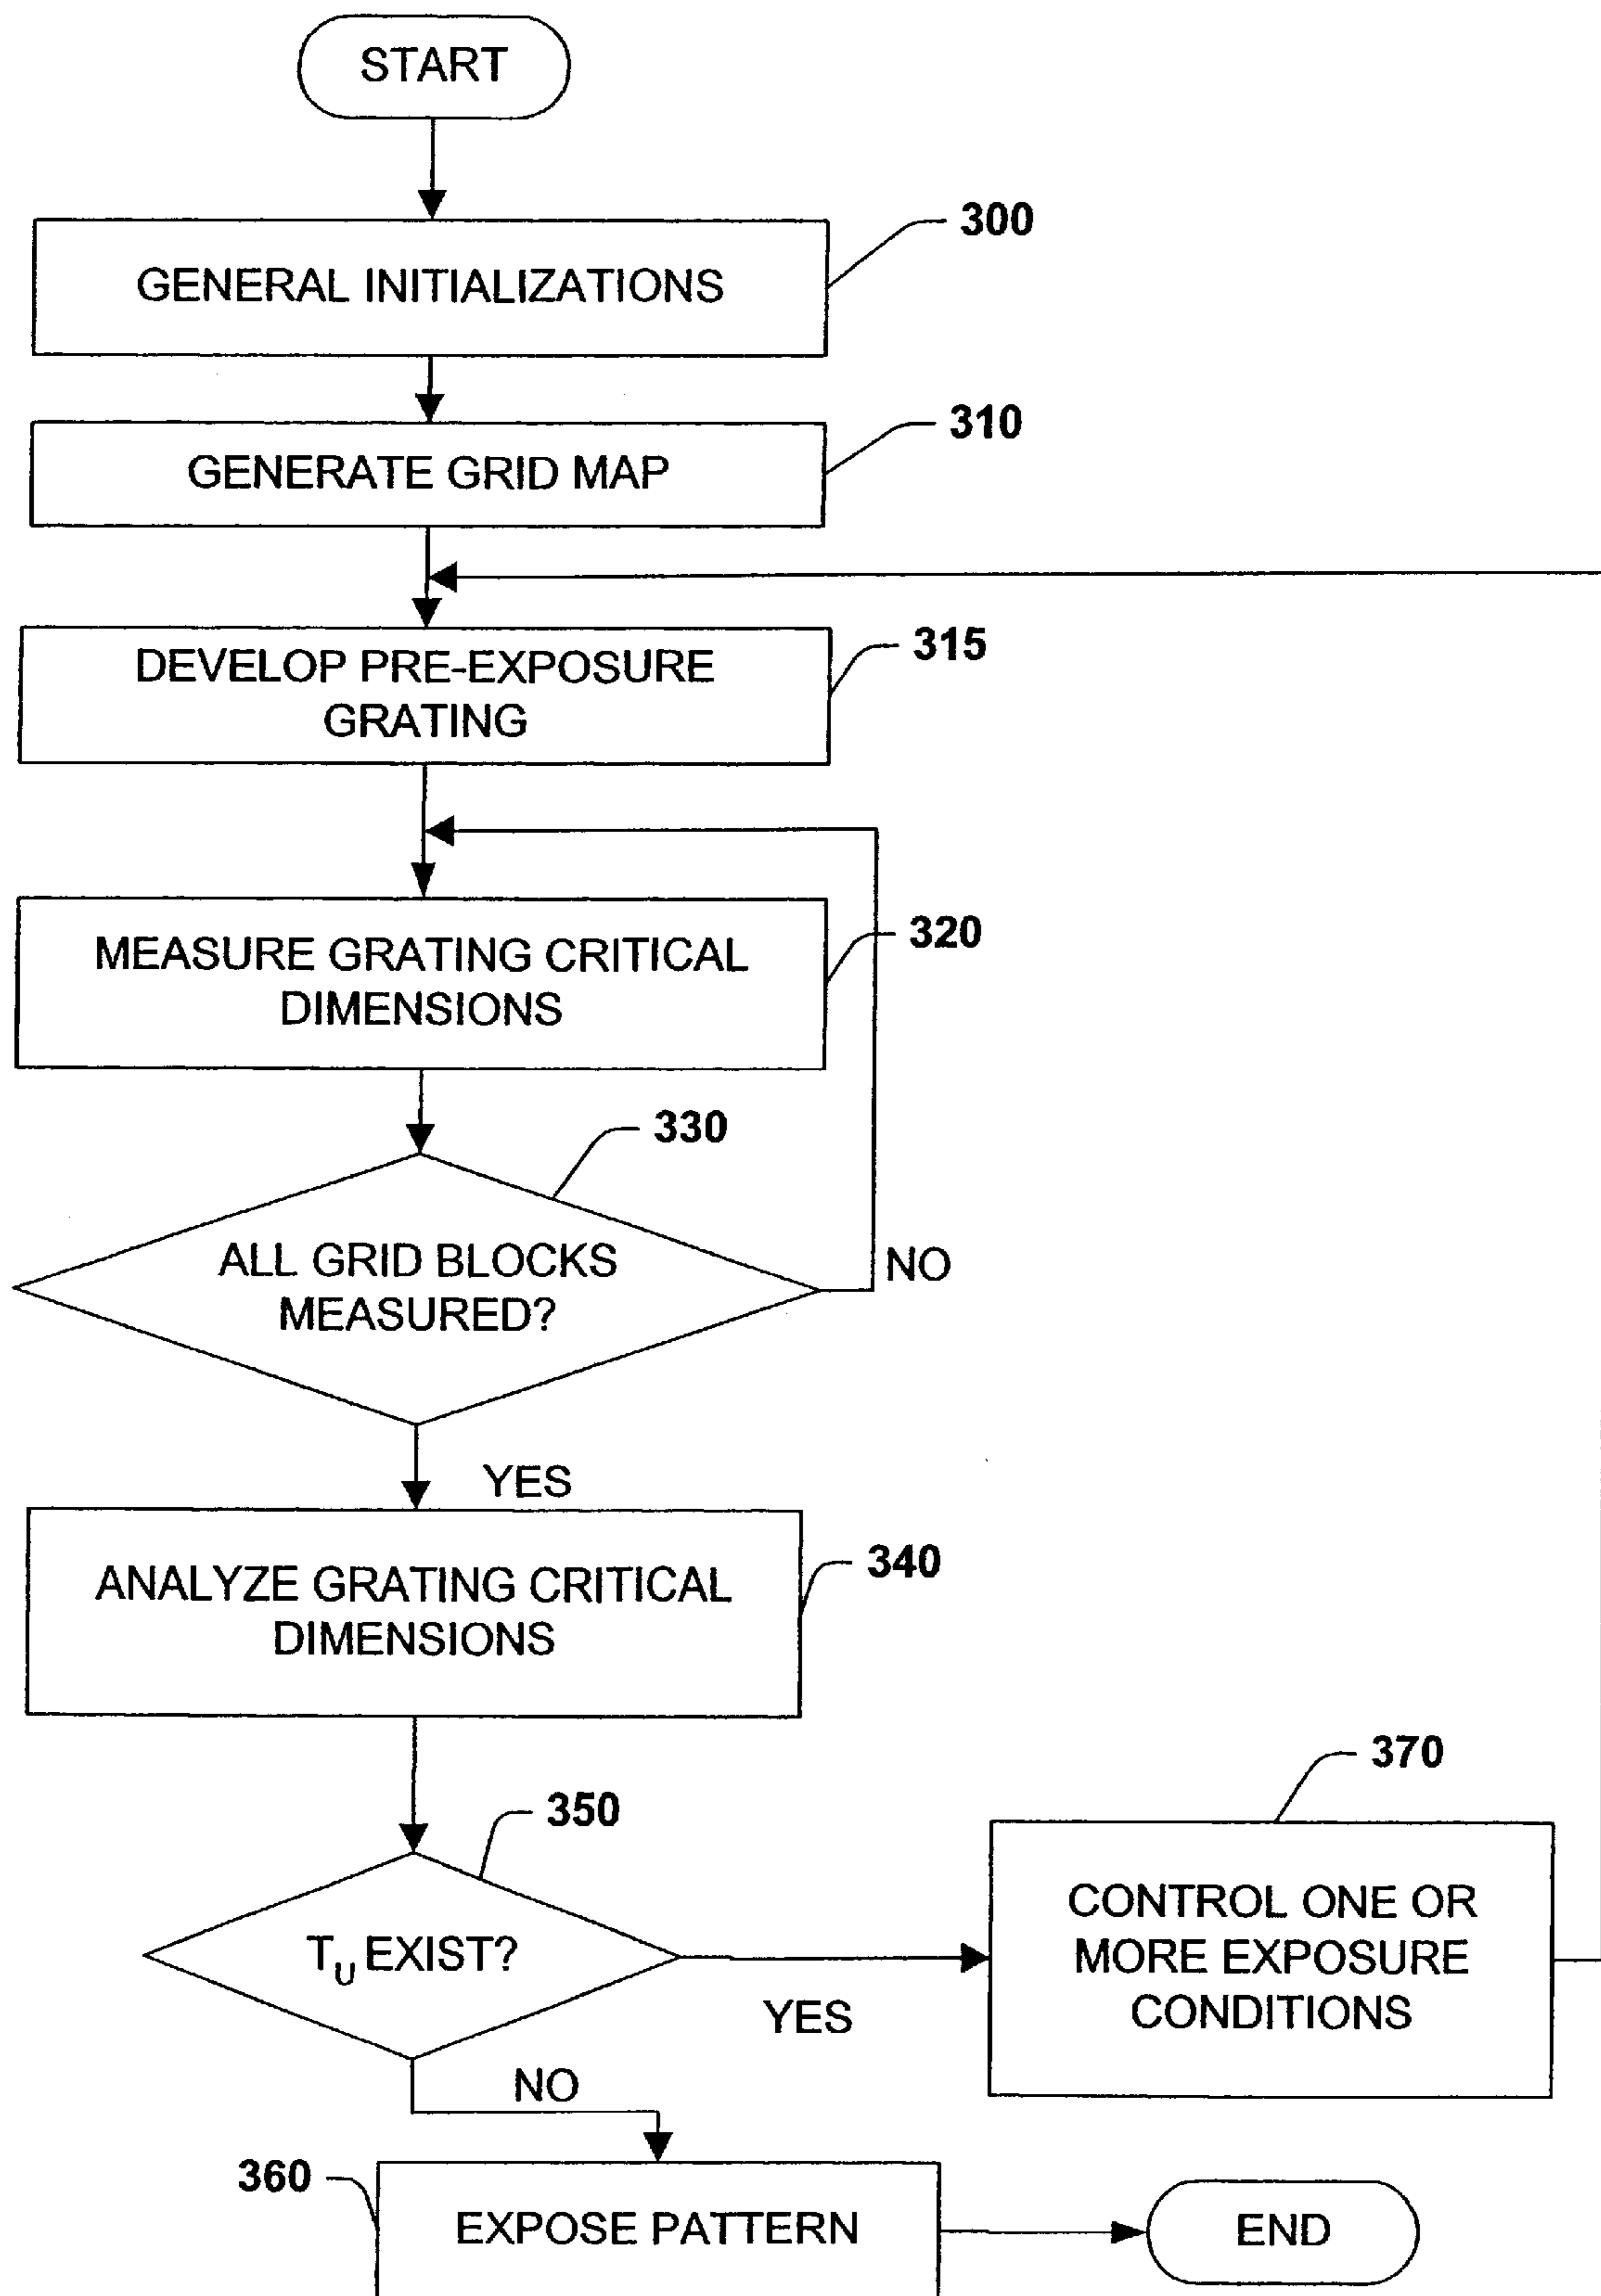 START
300
GENERAL INITIALIZATIONS
310
GENERATE GRID MAP
315
DEVELOP PRE-EXPOSURE
GRATING
320
MEASURE GRATING CRITICAL
DIMENSIONS
330
ALL GRID BLOCKS
MEASURED?
NO
YES
340
ANALYZE GRATING CRITICAL
DIMENSIONS
350
TU EXIST?
YES
370
CONTROL ONE OR
MORE EXPOSURE
CONDITIONS
NO
360
EXPOSE PATTERN
END